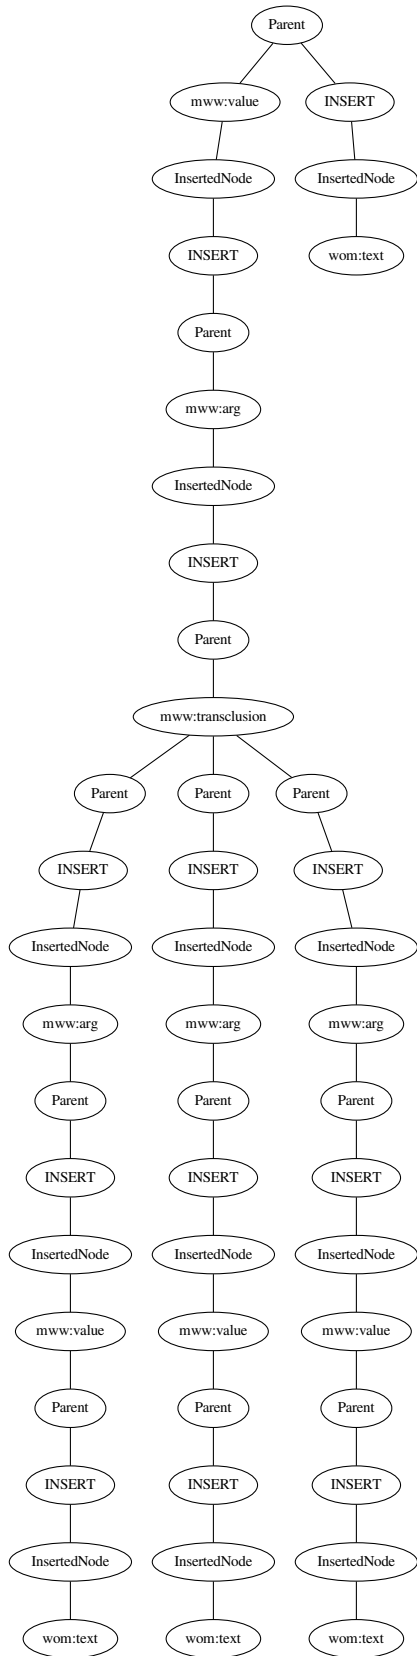 Parent
mww:value INSERT
InsertedNode InsertedNode
INSERT wom:text
Parent
mww:arg
InsertedNode
INSERT
Parent
mww:transclusion
Parent Parent Parent
INSERT INSERT INSERT
InsertedNode InsertedNode InsertedNode
mww:arg mww:arg mww:arg
Parent Parent Parent
INSERT INSERT INSERT
InsertedNode InsertedNode InsertedNode
mww:value mww:value mww:value
Parent Parent Parent
INSERT INSERT INSERT
InsertedNode InsertedNode InsertedNode
wom:text wom:text wom:text